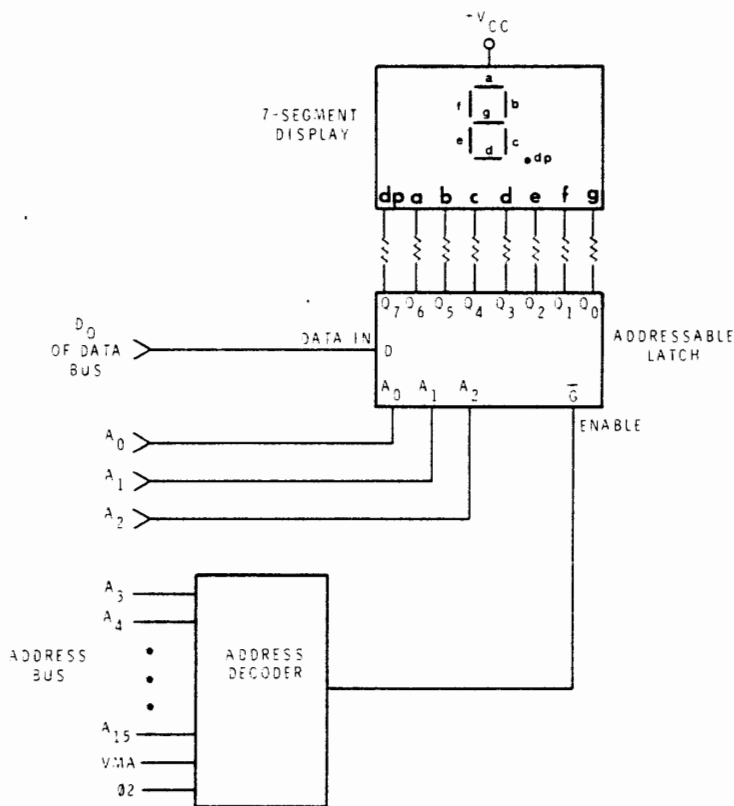 -V CC
7-SEGMENT
DISPLAY
a
f g b
e d c
dp
dp a b c d e f g
Q7 Q6 Q5 Q4 Q3 Q2 Q1 Q0
D0
OF DATA
BUS
DATA IN
D
ADDRESSABLE
LATCH
A0 A1 A2 G̅
ENABLE
A0
A1
A2
A3
A4
ADDRESS
BUS
ADDRESS
DECODER
A15
VMA
Ø2